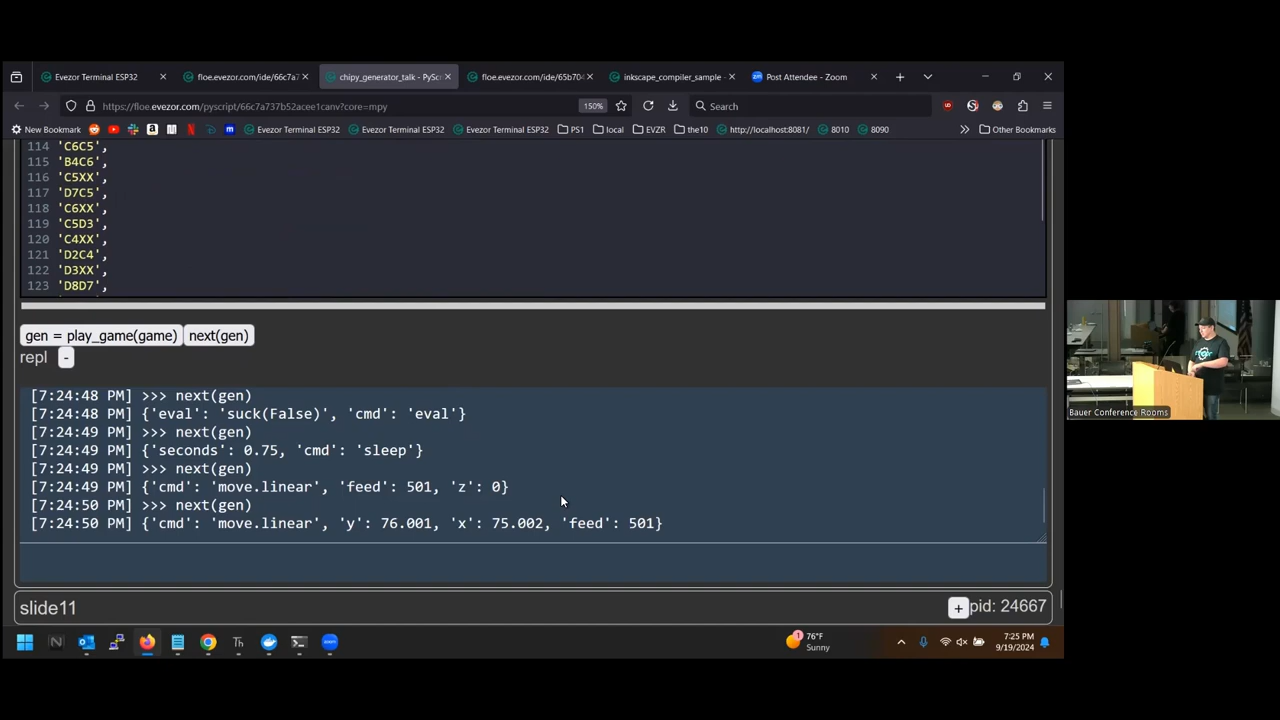 Evezor Terminal ESP32
floe.evezor.com/ide/66c7a7
chipy_generator_talk - PySc
floe.evezor.com/ide/65b704
inkscape_compiler_sample -
Post Attendee - Zoom
https://floe.evezor.com/pyscript/66c7a737b52acee1canv?core=mpy
150%
Search
New Bookmark
Evezor Terminal ESP32
Evezor Terminal ESP32
Evezor Terminal ESP32
PS1
local
EVZR
the10
http://localhost:8081/
8010
8090
Other Bookmarks
114 'C6C5',
115 'B4C6',
116 'C5XX',
117 'D7C5',
118 'C6XX',
119 'C5D3',
120 'C4XX',
121 'D2C4',
122 'D3XX',
123 'D8D7',
gen = play_game(game) next(gen)
repl -
[7:24:48 PM] >>> next(gen)
[7:24:48 PM] {'eval': 'suck(False)', 'cmd': 'eval'}
[7:24:49 PM] >>> next(gen)
[7:24:49 PM] {'seconds': 0.75, 'cmd': 'sleep'}
[7:24:49 PM] >>> next(gen)
[7:24:49 PM] {'cmd': 'move.linear', 'feed': 501, 'z': 0}
[7:24:50 PM] >>> next(gen)
[7:24:50 PM] {'cmd': 'move.linear', 'y': 76.001, 'x': 75.002, 'feed': 501}
slide11
+ pid: 24667
Bauer Conference Rooms
1
76°F
Sunny
7:25 PM
9/19/2024